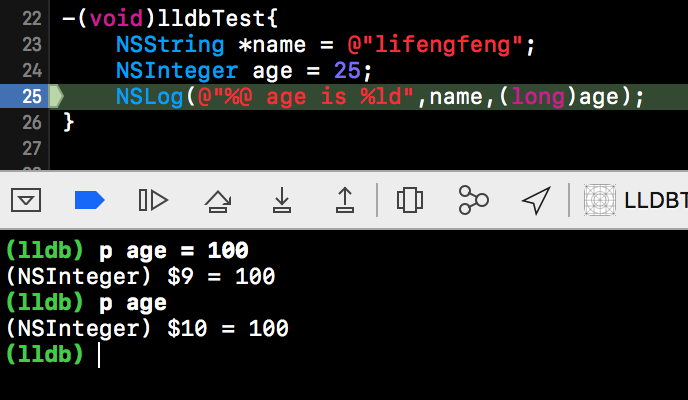 22 -(void)lldbTest{
23 NSString *name = @"lifengfeng";
24 NSInteger age = 25;
25 NSLog(@"%@ age is %ld",name,(long)age);
26 }
27
LLDBT
(lldb) p age = 100
(NSInteger) $9 = 100
(lldb) p age
(NSInteger) $10 = 100
(lldb)